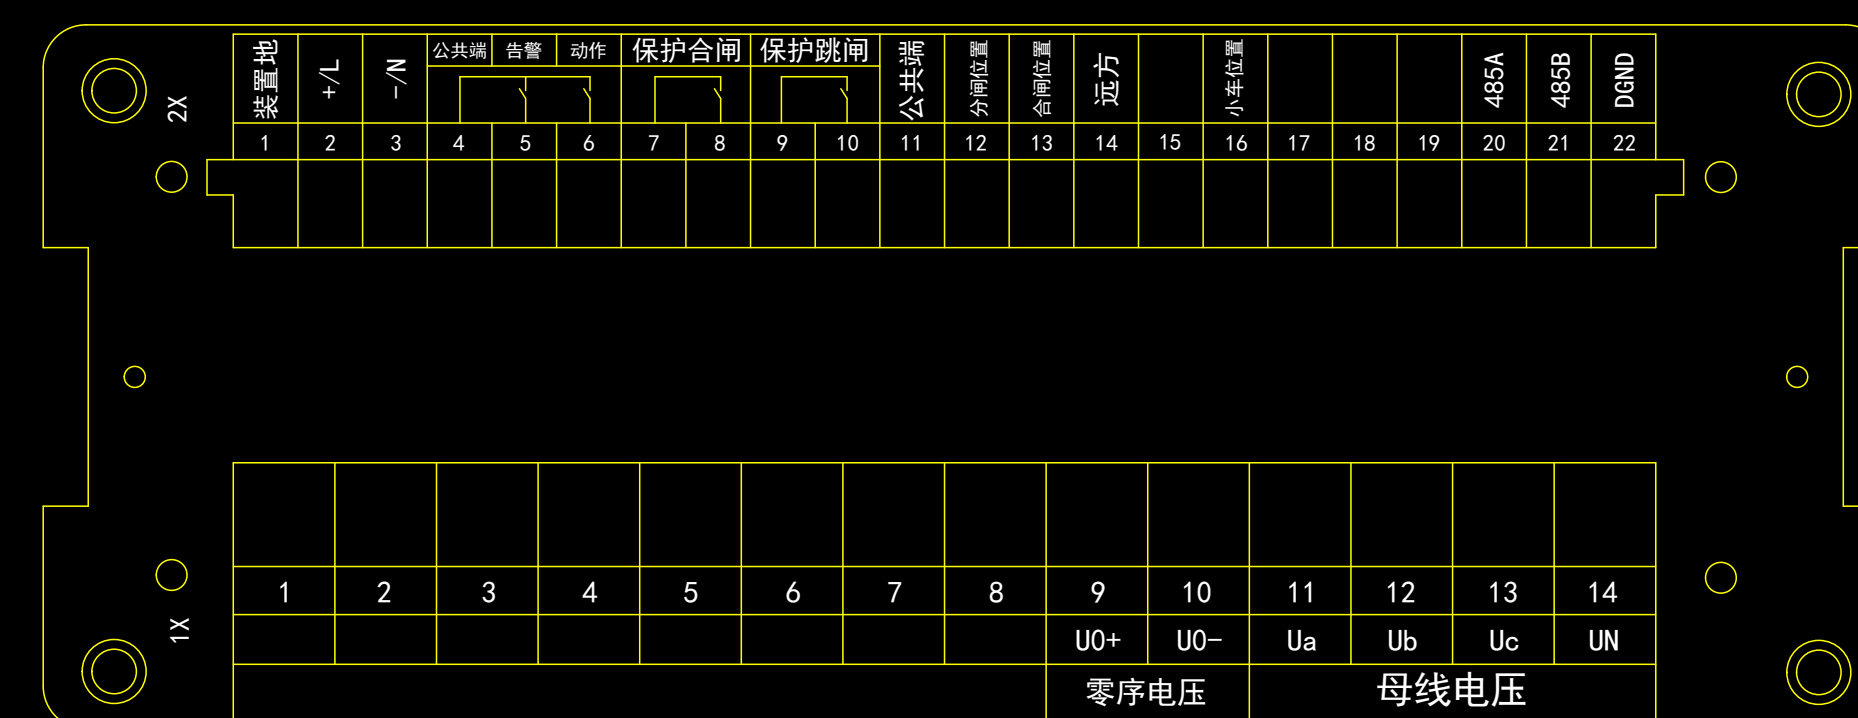 2X
装置地 +/L -/N 公共端 告警 动作 保护合闸 保护跳闸 公共端 分闸位置 合闸位置 远方 小车位置 485A 485B DGND
1 2 3 4 5 6 7 8 9 10 11 12 13 14 15 16 17 18 19 20 21 22
1X
1 2 3 4 5 6 7 8 9 10 11 12 13 14
U0+ U0- Ua Ub Uc UN
零序电压 母线电压